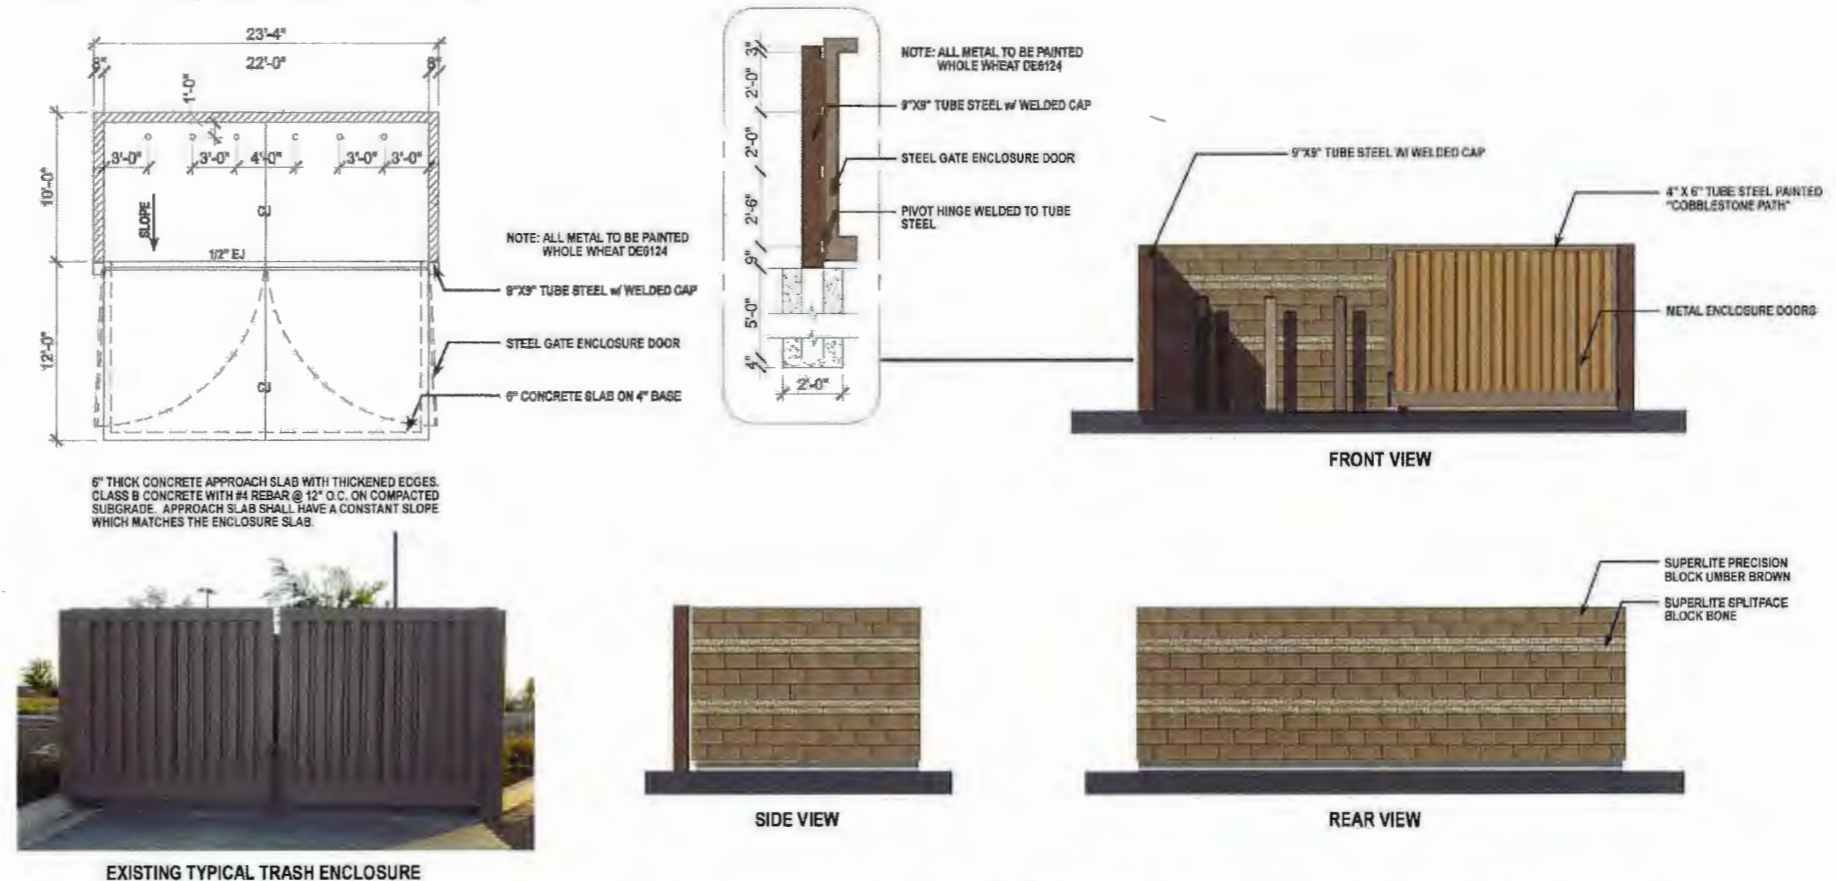 23'-4"
22'-0"
8"
8"
1'-0"
3'-0"
3'-0"
4'-0"
3'-0"
3'-0"
10'-0"
SLOPE
CJ
1/2" EJ
12'-0"
CJ
NOTE: ALL METAL TO BE PAINTED
WHOLE WHEAT DE6124
9"X9" TUBE STEEL w/ WELDED CAP
STEEL GATE ENCLOSURE DOOR
6" CONCRETE SLAB ON 4" BASE
6" THICK CONCRETE APPROACH SLAB WITH THICKENED EDGES.
CLASS B CONCRETE WITH #4 REBAR @ 12" O.C. ON COMPACTED
SUBGRADE. APPROACH SLAB SHALL HAVE A CONSTANT SLOPE
WHICH MATCHES THE ENCLOSURE SLAB.
EXISTING TYPICAL TRASH ENCLOSURE
3"
2'-0"
2'-0"
2'-6"
9"
5'-0"
4"
2'-0"
NOTE: ALL METAL TO BE PAINTED
WHOLE WHEAT DE6124
9"X9" TUBE STEEL w/ WELDED CAP
STEEL GATE ENCLOSURE DOOR
PIVOT HINGE WELDED TO TUBE
STEEL
9"X9" TUBE STEEL W/ WELDED CAP
4" X 6" TUBE STEEL PAINTED
"COBBLESTONE PATH"
METAL ENCLOSURE DOORS
FRONT VIEW
SIDE VIEW
SUPERLITE PRECISION
BLOCK UMBER BROWN
SUPERLITE SPLITFACE
BLOCK BONE
REAR VIEW